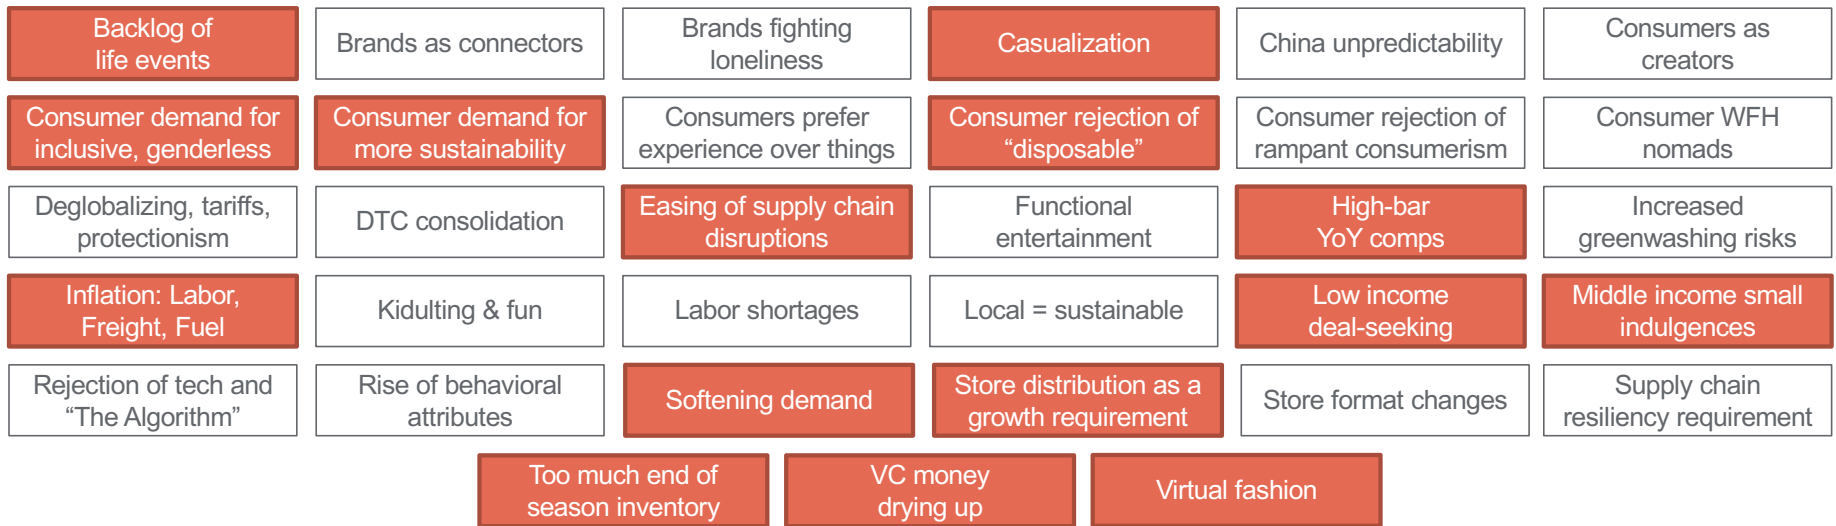 Backlog of
life events
Brands as connectors
Brands fighting
loneliness
Casualization
China unpredictability
Consumers as
creators
Consumer demand for
inclusive, genderless
Consumer demand for
more sustainability
Consumers prefer
experience over things
Consumer rejection of
“disposable”
Consumer rejection of
rampant consumerism
Consumer WFH
nomads
Deglobalizing, tariffs,
protectionism
DTC consolidation
Easing of supply chain
disruptions
Functional
entertainment
High-bar
YoY comps
Increased
greenwashing risks
Inflation: Labor,
Freight, Fuel
Kidulting & fun
Labor shortages
Local = sustainable
Low income
deal-seeking
Middle income small
indulgences
Rejection of tech and
“The Algorithm”
Rise of behavioral
attributes
Softening demand
Store distribution as a
growth requirement
Store format changes
Supply chain
resiliency requirement
Too much end of
season inventory
VC money
drying up
Virtual fashion